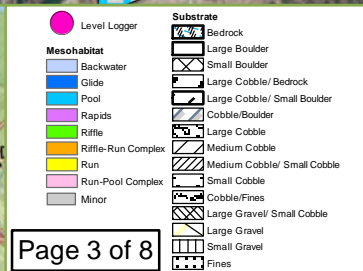 Level Logger
Mesohabitat
Backwater
Glide
Pool
Rapids
Riffle
Riffle-Run Complex
Run
Run-Pool Complex
Minor
Substrate
Bedrock
Large Boulder
Small Boulder
Large Cobble/ Bedrock
Large Cobble/ Small Boulder
Cobble/Boulder
Large Cobble
Medium Cobble
Medium Cobble/ Small Cobble
Small Cobble
Cobble/Fines
Large Gravel/ Small Cobble
Large Gravel
Small Gravel
Fines
Page 3 of 8